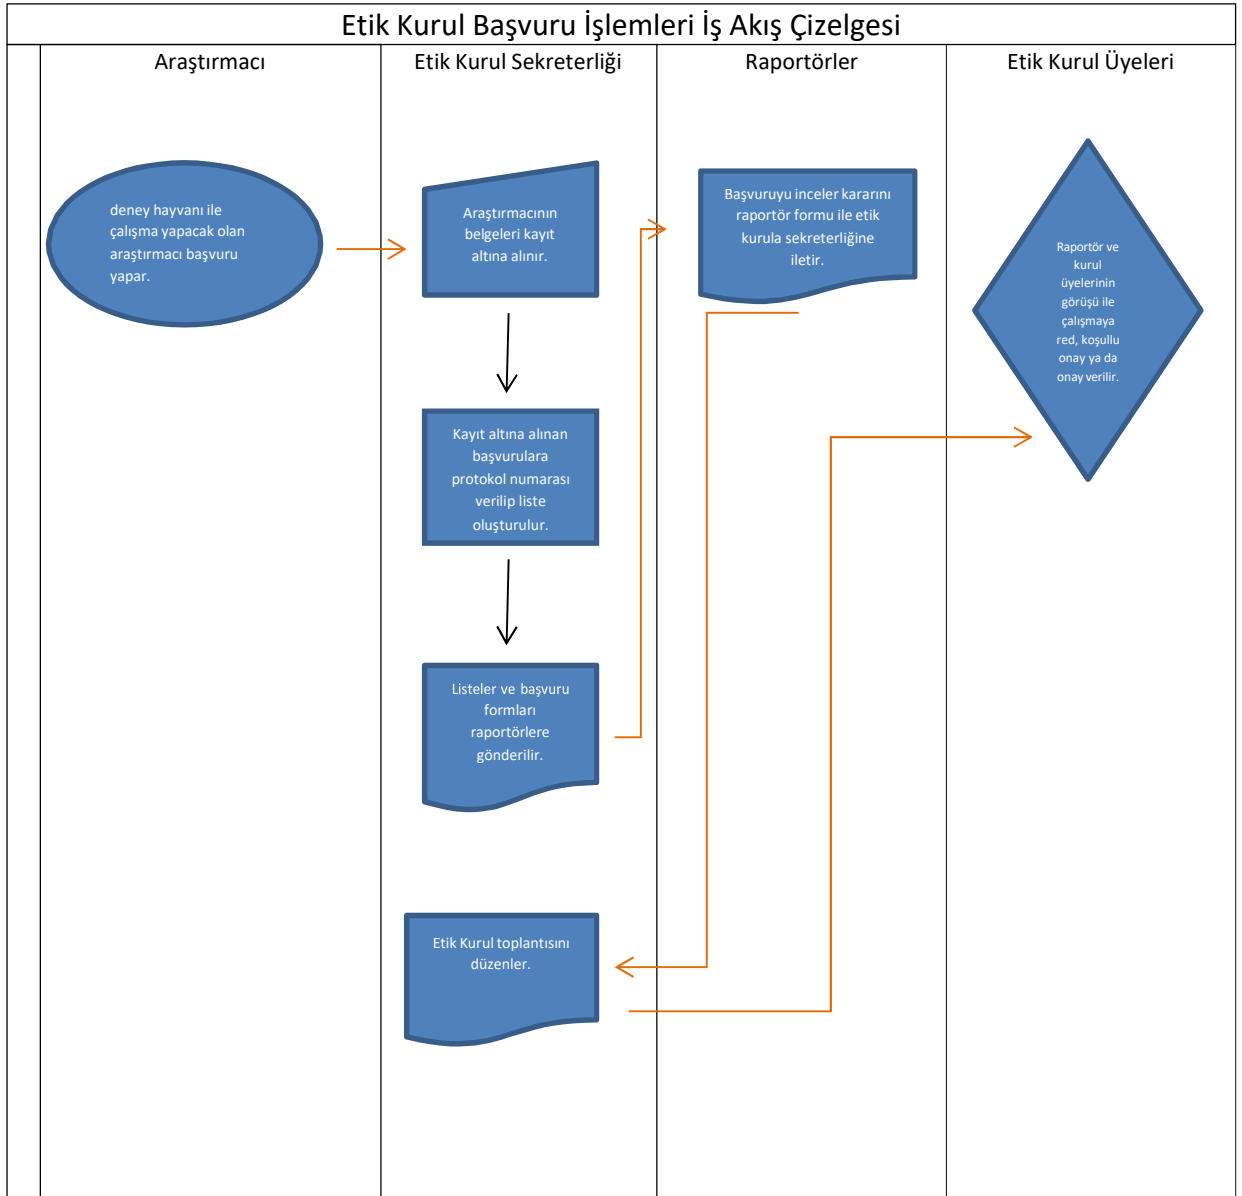 Etik Kurul Başvuru İşlemleri İş Akış Çizelgesi
Araştırmacı
Etik Kurul Sekreterliği
Raportörler
Etik Kurul Üyeleri
deney hayvanı ile
çalışma yapacak olan
araştırmacı başvuru
yapar.
Araştırmacının
belgeleri kayıt
altına alınır.
Kayıt altına alınan
başvurulara
protokol numarası
verilip liste
oluşturulur.
Listeler ve başvuru
formları
raportörlere
gönderilir.
Etik Kurul toplantısını
düzenler.
Başvuruyu inceler kararını
raportör formu ile etik
kurula sekreterliğine
iletir.
Raportör ve
kurul
üyelerinin
görüşü ile
çalışmaya
red, koşullu
onay ya da
onay verilir.